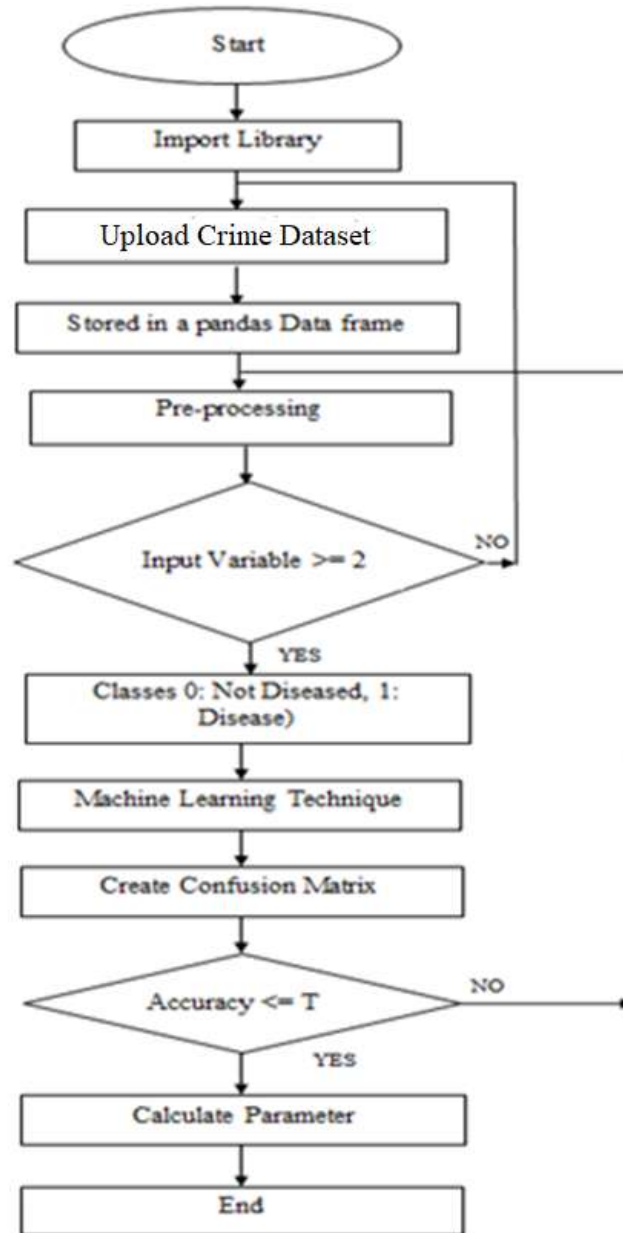 Start
Import Library
Upload Crime Dataset
Stored in a pandas Data frame
Pre-processing
Input Variable >= 2
NO
YES
Classes 0: Not Diseased, 1:
Disease)
Machine Learning Technique
Create Confusion Matrix
Accuracy <= T
NO
YES
Calculate Parameter
End